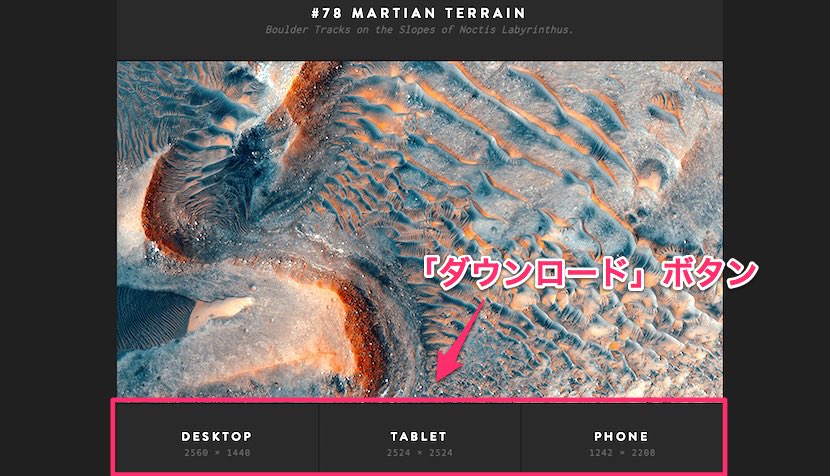 #78 MARTIAN TERRAIN
Boulder Tracks on the Slopes of Noctis Labyrinthus.
「ダウンロード」ボタン
DESKTOP TABLET PHONE
2560 × 1440 2524 × 2524 1242 × 2208